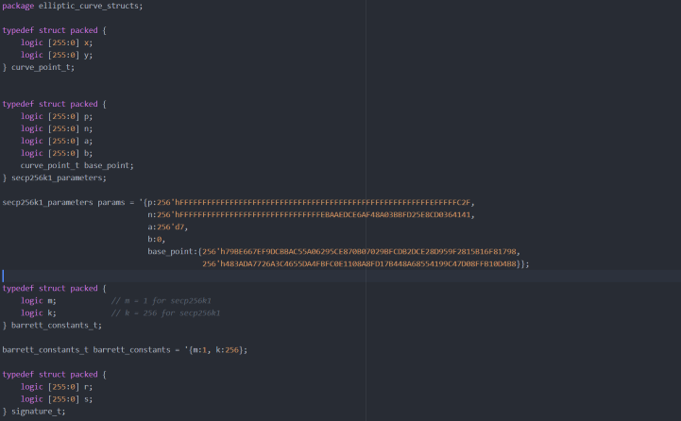 package elliptic_curve_structs;
typedef struct packed {
logic [255:0] x;
logic [255:0] y;
} curve_point_t;
typedef struct packed {
logic [255:0] p;
logic [255:0] n;
logic [255:0] a;
logic [255:0] b;
curve_point_t base_point;
} secp256k1_parameters;
secp256k1_parameters params = '{p:256'hFFFFFFFFFFFFFFFFFFFFFFFFFFFFFFFFFFFFFFFFFFFFFFFFFFFFFFFEFFFFFC2F,
n:256'hFFFFFFFFFFFFFFFFFFFFFFFFFFFFFFFEBAAEDCE6AF48A03BBFD25E8CD0364141,
a:256'd7,
b:0,
base_point:{256'h79BE667EF9DCBBAC55A06295CE870B07029BFCDB2DCE28D959F2815B16F81798,
256'h483ADA7726A3C4655DA4FBFC0E1108A8FD17B448A68554199C47D08FFB10D4B8}};
typedef struct packed {
logic m; // m = 1 for secp256k1
logic k; // k = 256 for secp256k1
} barrett_constants_t;
barrett_constants_t barrett_constants = '{m:1, k:256};
typedef struct packed {
logic [255:0] r;
logic [255:0] s;
} signature_t;